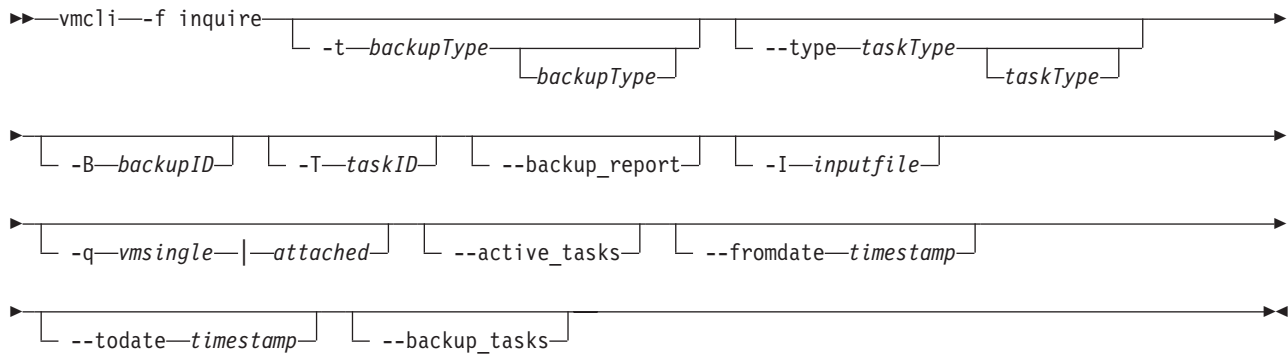 vmcli -f inquire
-t backupType
backupType
--type taskType
taskType
-B backupID
-T taskID
--backup_report
-I inputfile
-q vmsingle | attached
--active_tasks
--fromdate timestamp
--todate timestamp
--backup_tasks